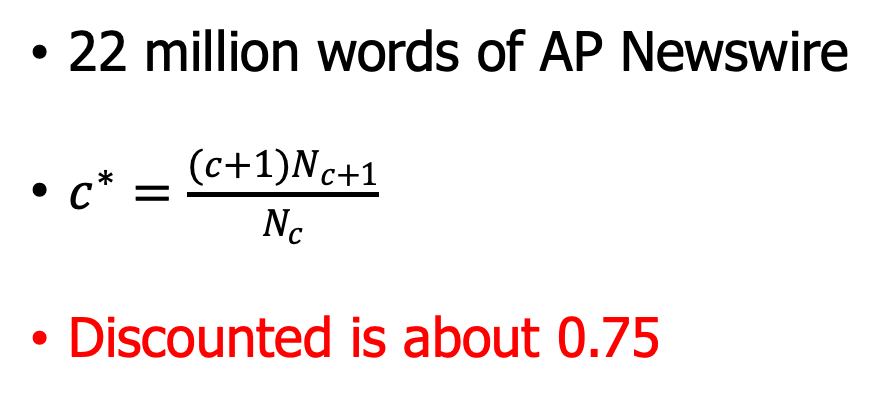 • 22 million words of AP Newswire
• c* = (c+1)N_{c+1} / N_c
• Discounted is about 0.75